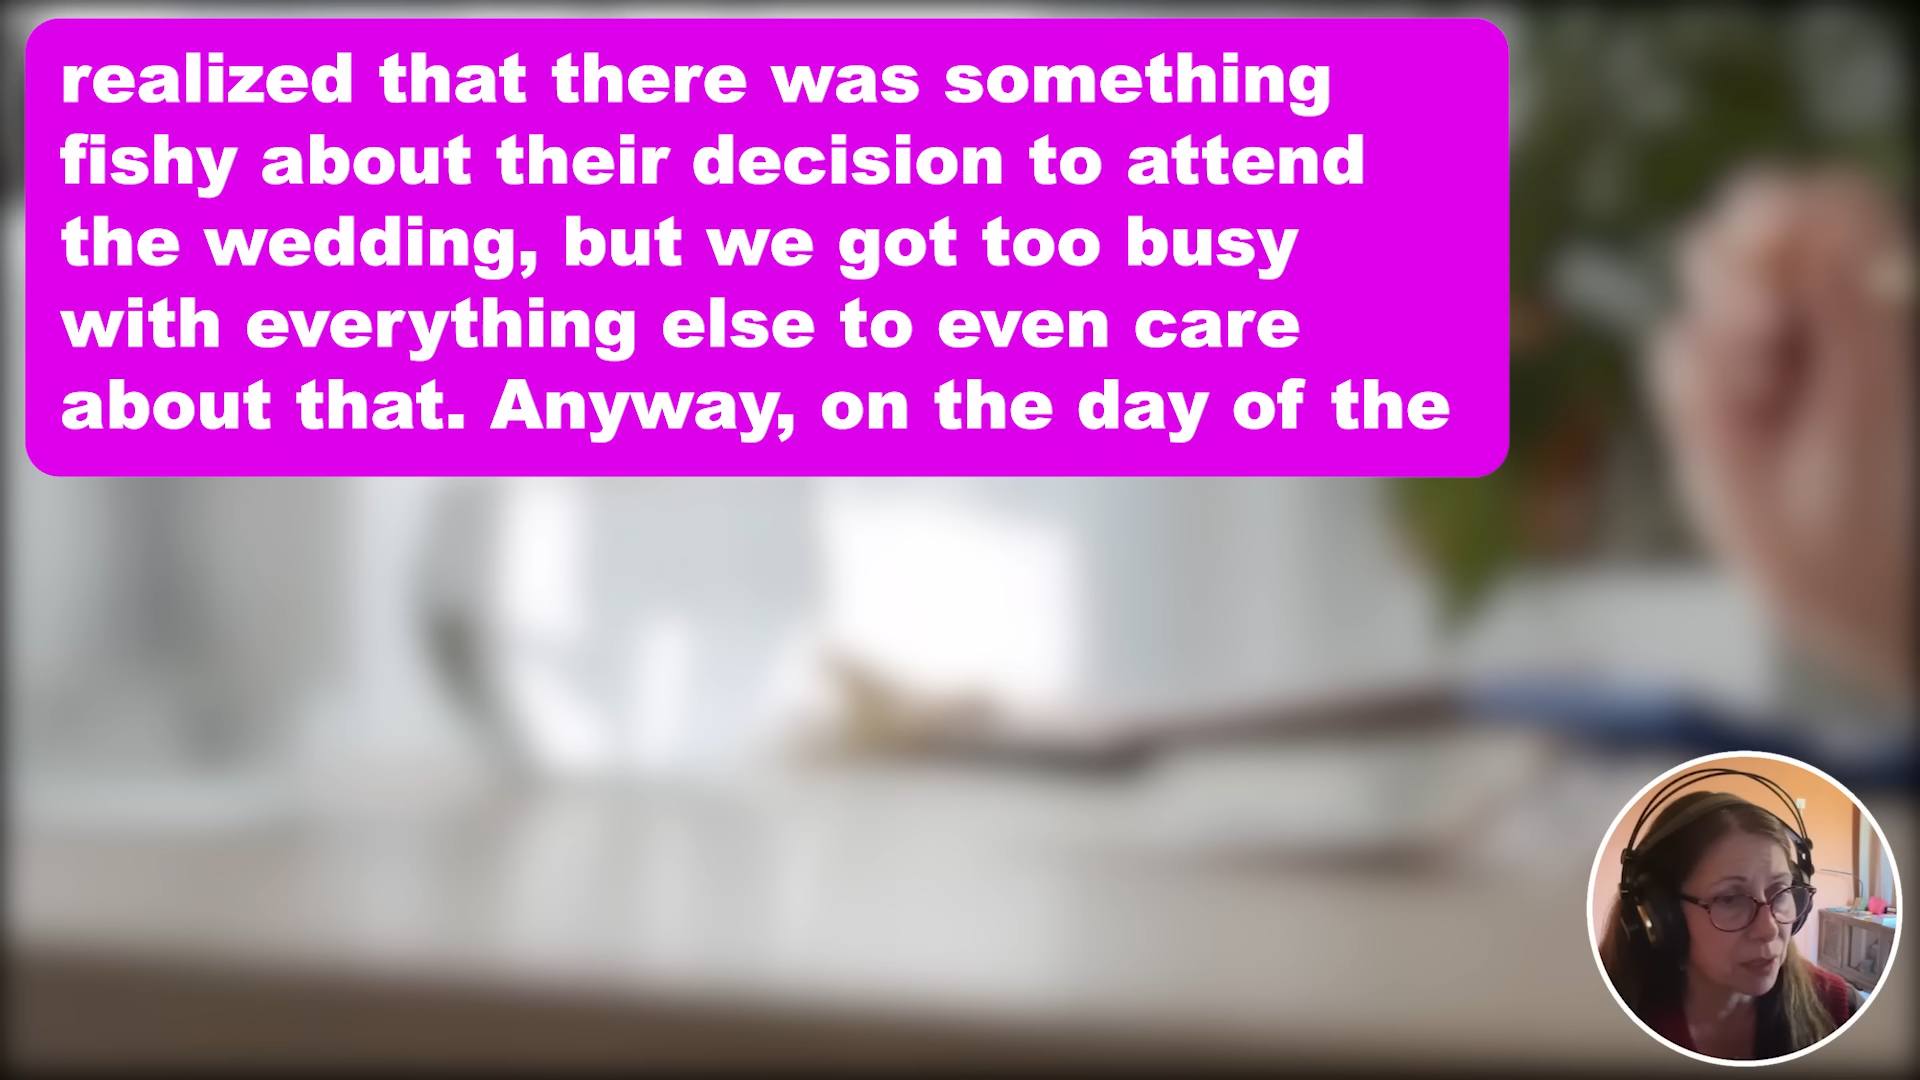 realized that there was something
fishy about their decision to attend
the wedding, but we got too busy
with everything else to even care
about that. Anyway, on the day of the